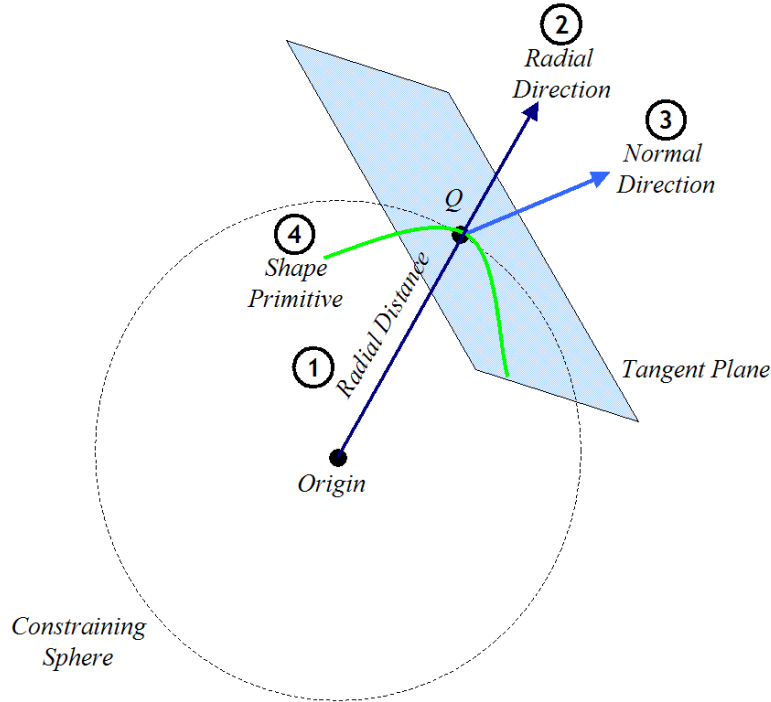 2
Radial
Direction
3
Normal
Direction
Q
4
Shape
Primitive
1
Radial Distance
Tangent Plane
Origin
Constraining
Sphere